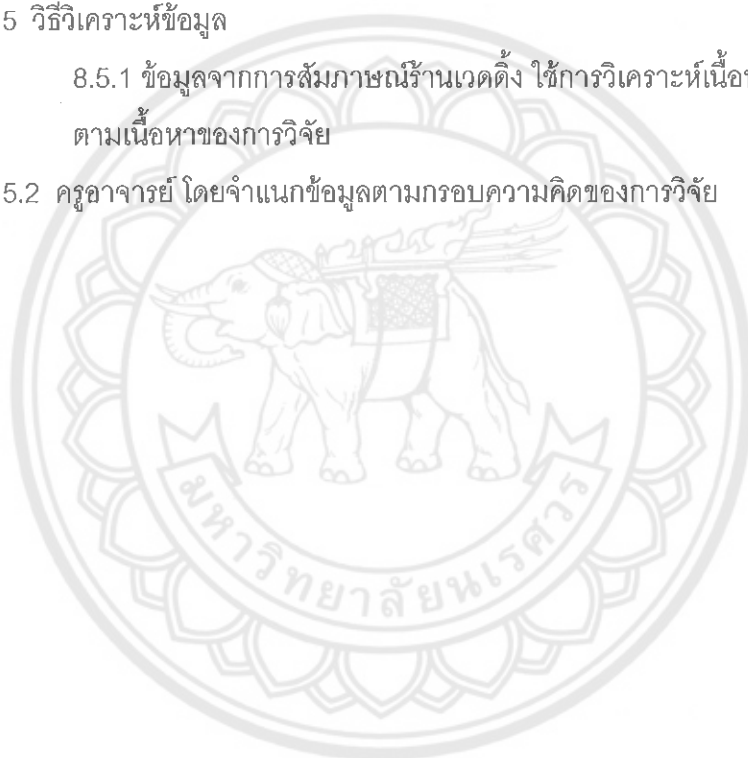 5 วิธีวิเคราะห์ข้อมูล
8.5.1 ข้อมูลจากการสัมภาษณ์ร้านเวดดิ้ง ใช้การวิเคราะห์เนื้อ
ตามเนื้อหาของการวิจัย
5.2 ครูอาจารย์ โดยจำแนกข้อมูลตามกรอบความคิดของการวิจัย
มหาวิทยาลัยนเรศวร